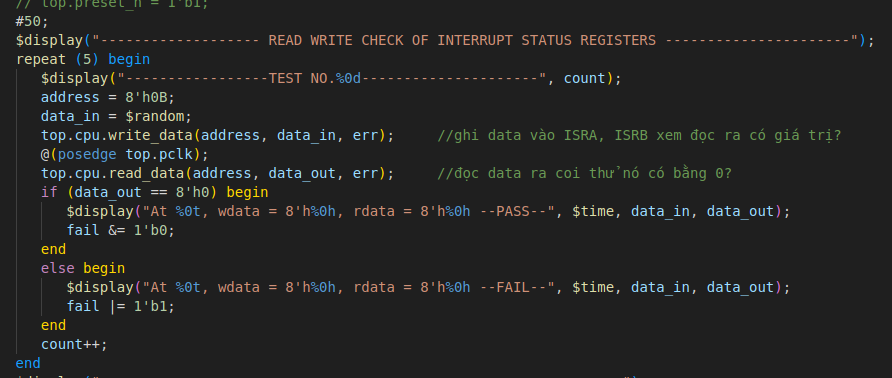 // top.preset_n = 1'b1;
#50;
$display("------------------- READ WRITE CHECK OF INTERRUPT STATUS REGISTERS ----------------------");
repeat (5) begin
$display("-----------------TEST NO.%0d---------------------", count);
address = 8'h0B;
data_in = $random;
top.cpu.write_data(address, data_in, err); //ghi data vào ISRA, ISRB xem đọc ra có giá trị?
@(posedge top.pclk);
top.cpu.read_data(address, data_out, err); //đọc data ra coi thử nó có bằng 0?
if (data_out == 8'h0) begin
$display("At %0t, wdata = 8'h%0h, rdata = 8'h%0h --PASS--", $time, data_in, data_out);
fail &= 1'b0;
end
else begin
$display("At %0t, wdata = 8'h%0h, rdata = 8'h%0h --FAIL--", $time, data_in, data_out);
fail |= 1'b1;
end
count++;
end